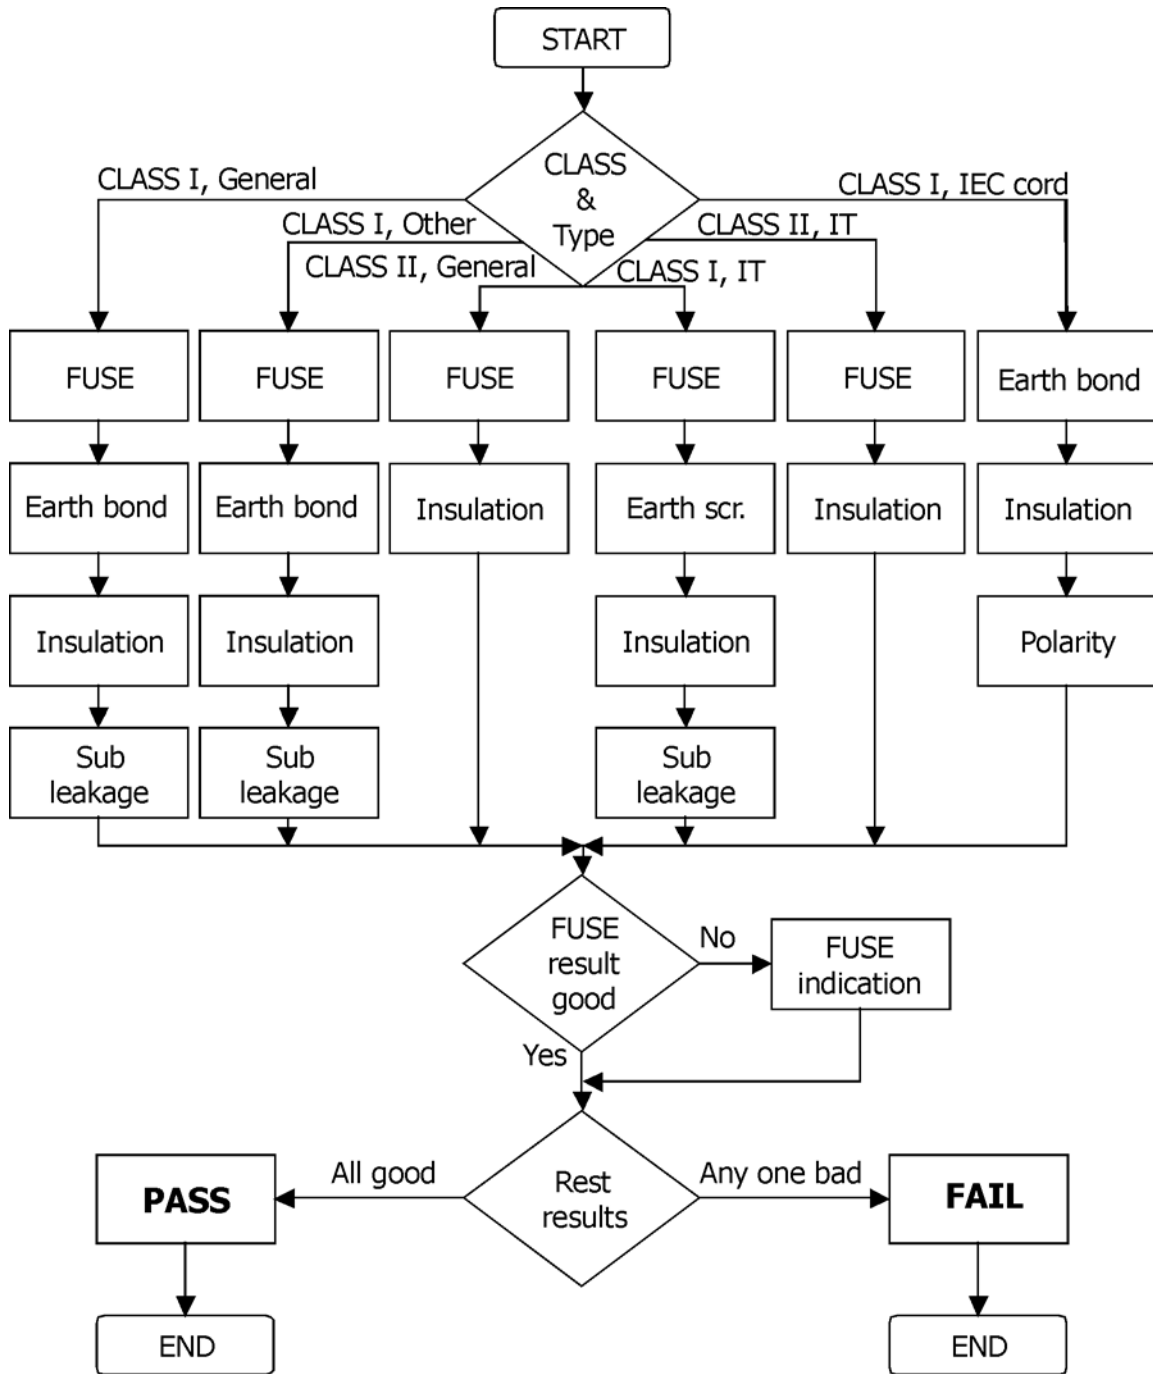 START
CLASS
&
Type
CLASS I, General
CLASS I, IEC cord
CLASS I, Other
CLASS II, IT
CLASS II, General
CLASS I, IT
FUSE
FUSE
FUSE
FUSE
FUSE
Earth bond
Earth bond
Earth bond
Insulation
Earth scr.
Insulation
Insulation
Insulation
Insulation
Insulation
Polarity
Sub
leakage
Sub
leakage
Sub
leakage
FUSE
result
good
No
FUSE
indication
Yes
Rest
results
All good
Any one bad
PASS
FAIL
END
END